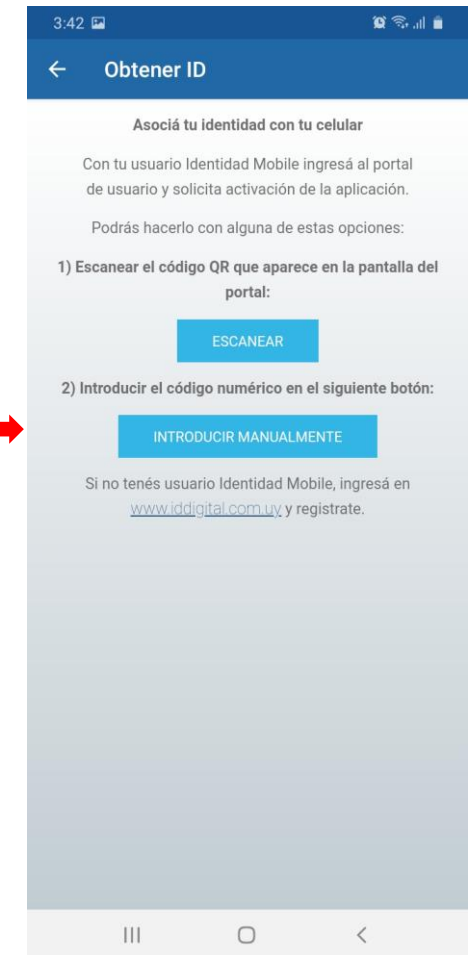 3:42
Obtener ID
Asociá tu identidad con tu celular
Con tu usuario Identidad Mobile ingresá al portal
de usuario y solicita activación de la aplicación.
Podrás hacerlo con alguna de estas opciones:
1) Escanear el código QR que aparece en la pantalla del
portal:
ESCANEAR
2) Introducir el código numérico en el siguiente botón:
INTRODUCIR MANUALMENTE
Si no tenés usuario Identidad Mobile, ingresá en
www.iddigital.com.uy y registrate.